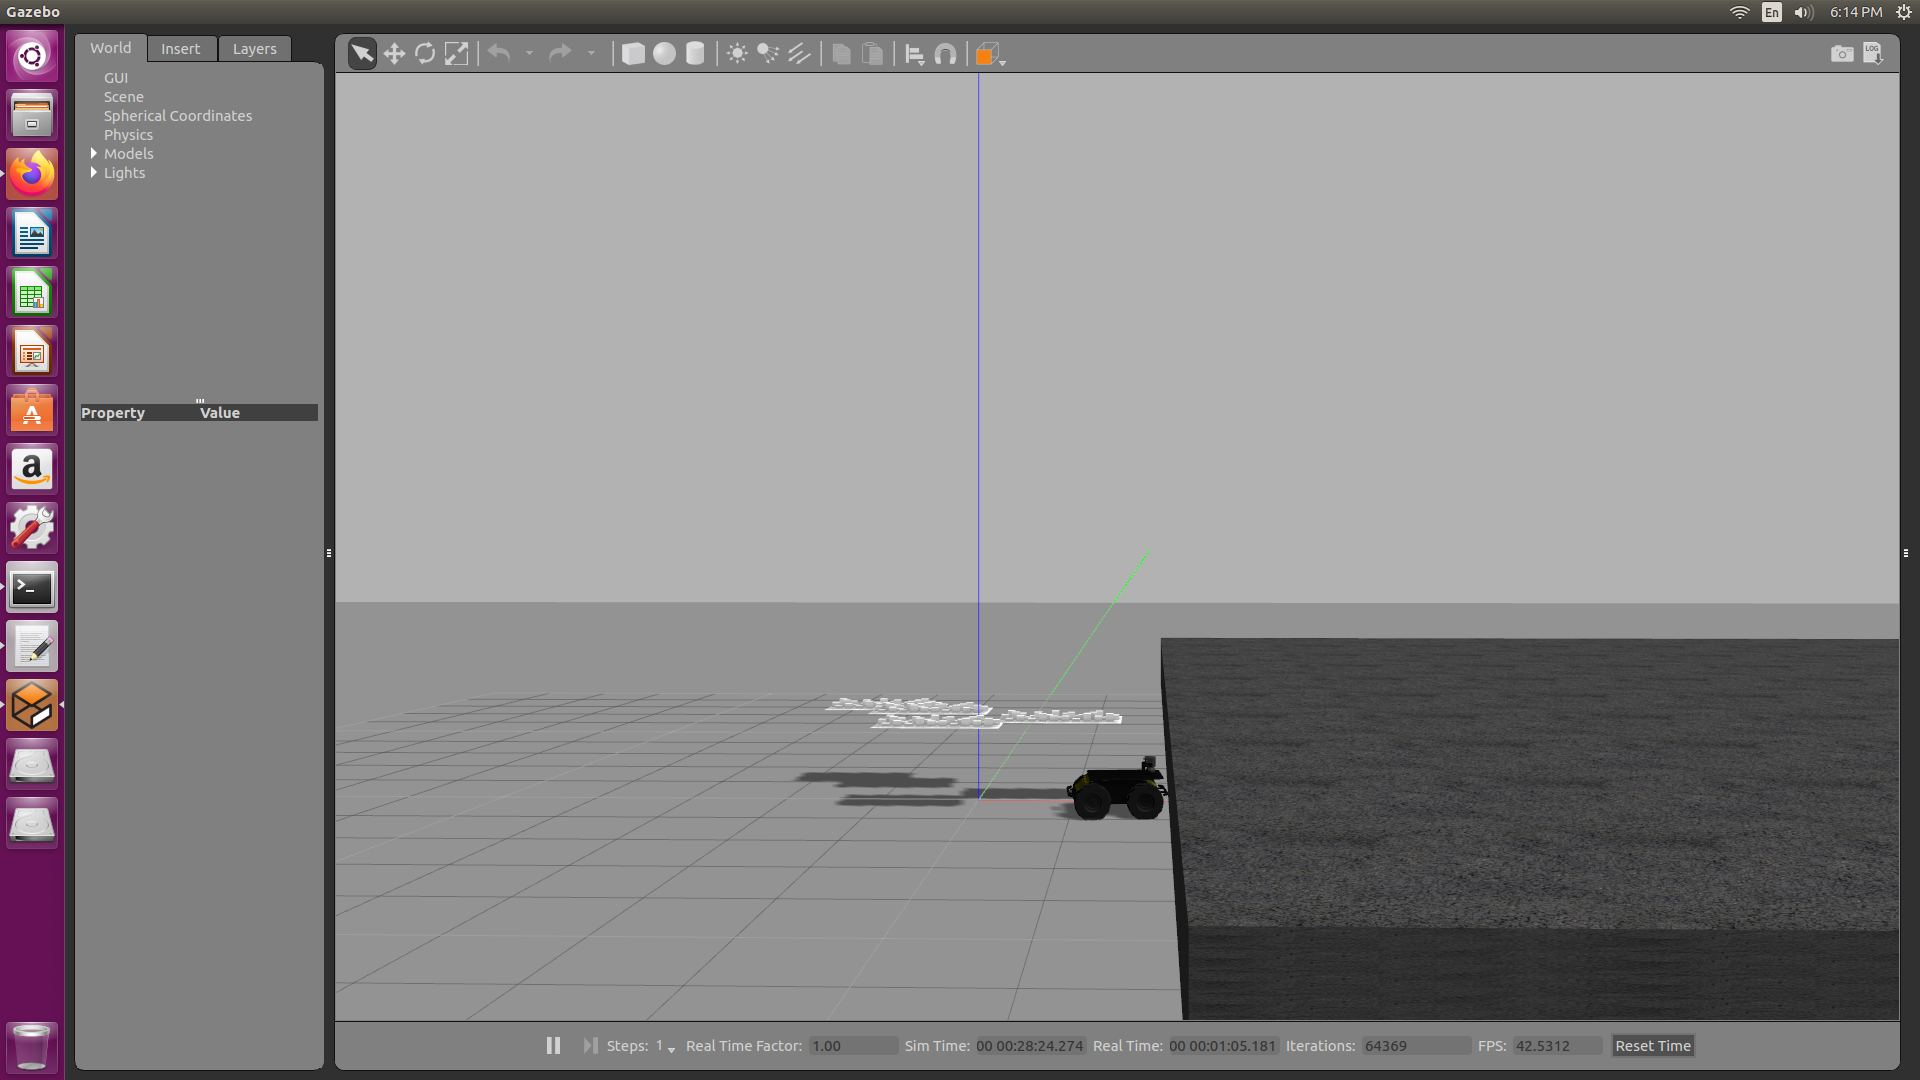 Gazebo
En
6:14 PM
World Insert Layers
LOG
GUI
Scene
Spherical Coordinates
Physics
Models
Lights
Property Value
Steps: 1 Real Time Factor: 1.00 Sim Time: 00 00:28:24.274 Real Time: 00 00:01:05.181 Iterations: 64369 FPS: 42.5312 Reset Time